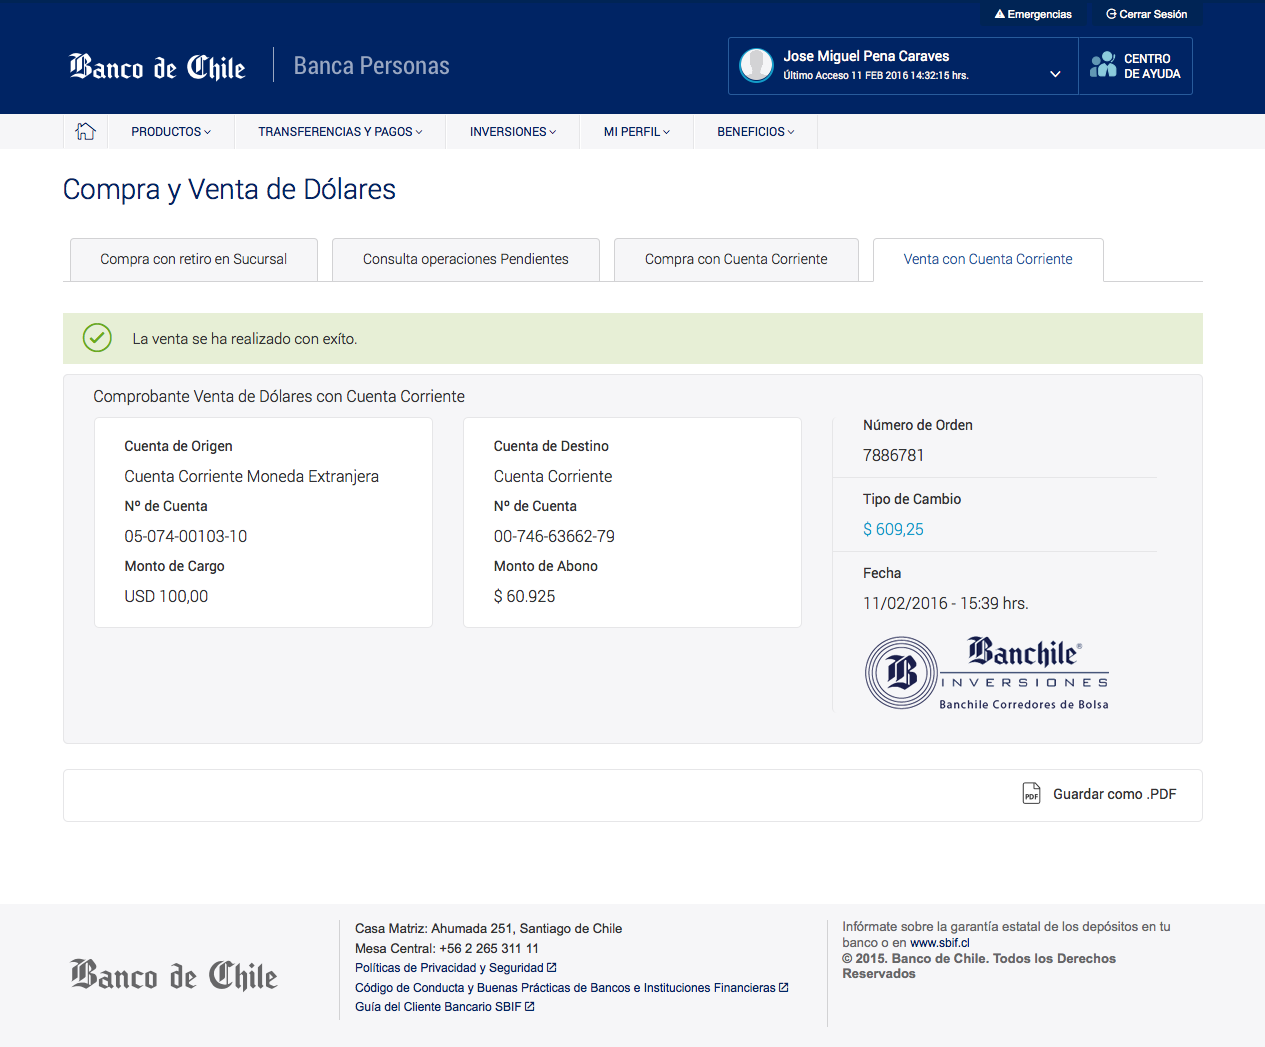 Emergencias
Cerrar Sesión
Banco de Chile
Banca Personas
Jose Miguel Pena Caraves
Último Acceso 11 FEB 2016 14:32:15 hrs.
CENTRO
DE AYUDA
PRODUCTOS
TRANSFERENCIAS Y PAGOS
INVERSIONES
MI PERFIL
BENEFICIOS
Compra y Venta de Dólares
Compra con retiro en Sucursal
Consulta operaciones Pendientes
Compra con Cuenta Corriente
Venta con Cuenta Corriente
La venta se ha realizado con exíto.
Comprobante Venta de Dólares con Cuenta Corriente
Cuenta de Origen
Cuenta Corriente Moneda Extranjera
Nº de Cuenta
05-074-00103-10
Monto de Cargo
USD 100,00
Cuenta de Destino
Cuenta Corriente
Nº de Cuenta
00-746-63662-79
Monto de Abono
$ 60.925
Número de Orden
7886781
Tipo de Cambio
$ 609,25
Fecha
11/02/2016 - 15:39 hrs.
B
Banchile®
INVERSIONES
Banchile Corredores de Bolsa
PDF
Guardar como .PDF
Banco de Chile
Casa Matriz: Ahumada 251, Santiago de Chile
Mesa Central: +56 2 265 311 11
Políticas de Privacidad y Seguridad
Código de Conducta y Buenas Prácticas de Bancos e Instituciones Financieras
Guía del Cliente Bancario SBIF
Infórmate sobre la garantía estatal de los depósitos en tu
banco o en www.sbif.cl
© 2015. Banco de Chile. Todos los Derechos
Reservados